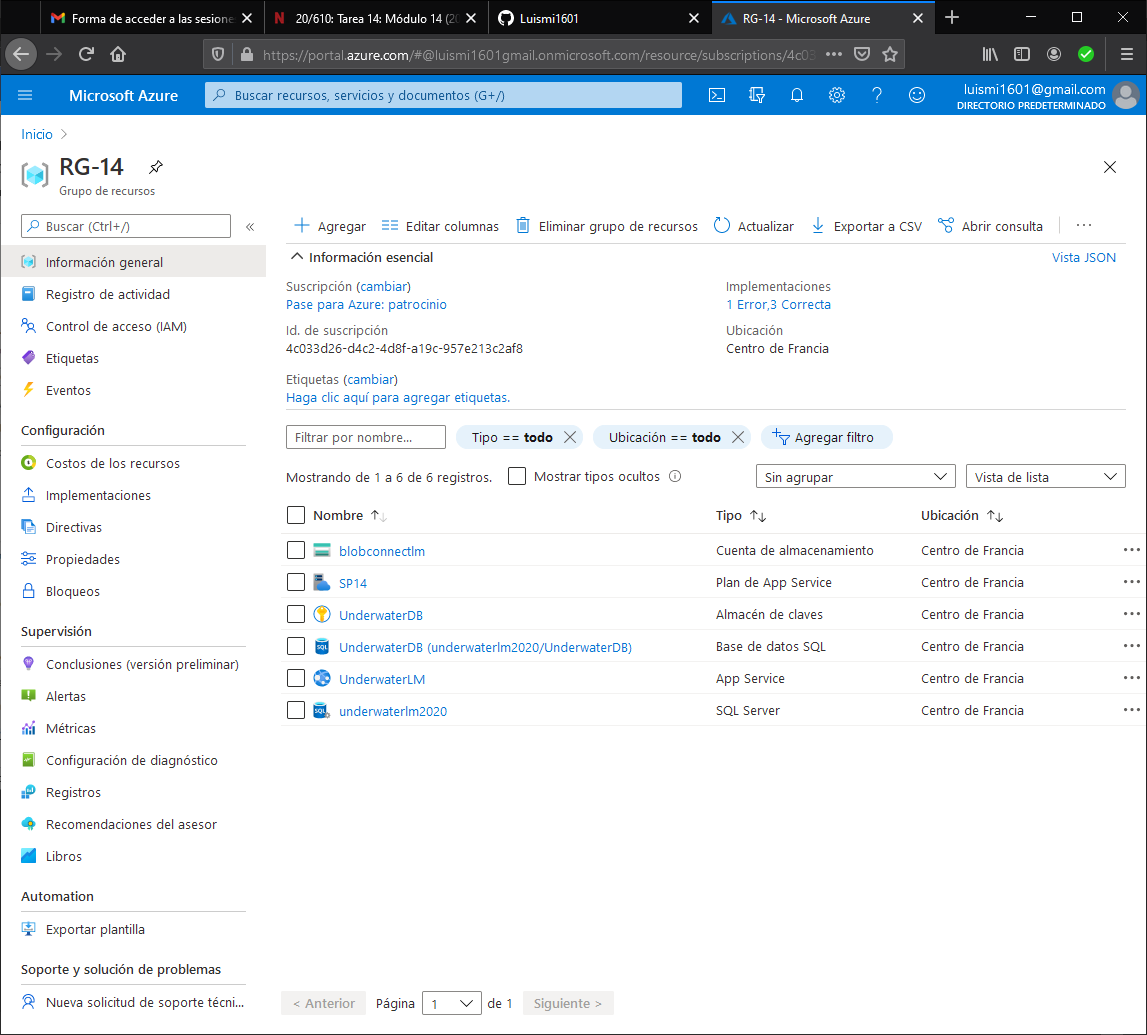 Forma de acceder a las sesione
20/610: Tarea 14: Módulo 14 (20
Luismi1601
RG-14 - Microsoft Azure
https://portal.azure.com/#@luismi1601gmail.onmicrosoft.com/resource/subscriptions/4c03
Microsoft Azure
Buscar recursos, servicios y documentos (G+/)
luismi1601@gmail.com
DIRECTORIO PREDETERMINADO
Inicio >
RG-14
Grupo de recursos
Buscar (Ctrl+/)
«
Agregar
Editar columnas
Eliminar grupo de recursos
Actualizar
Exportar a CSV
Abrir consulta
...
Información general
Registro de actividad
Control de acceso (IAM)
Etiquetas
Eventos
Configuración
Costos de los recursos
Implementaciones
Directivas
Propiedades
Bloqueos
Supervisión
Conclusiones (versión preliminar)
Alertas
Métricas
Configuración de diagnóstico
Registros
Recomendaciones del asesor
Libros
Automation
Exportar plantilla
Soporte y solución de problemas
Nueva solicitud de soporte técni...
Información esencial
Vista JSON
Suscripción (cambiar)
Pase para Azure: patrocinio
Id. de suscripción
4c033d26-d4c2-4d8f-a19c-957e213c2af8
Etiquetas (cambiar)
Haga clic aquí para agregar etiquetas.
Implementaciones
1 Error,3 Correcta
Ubicación
Centro de Francia
Filtrar por nombre...
Tipo == todo
Ubicación == todo
Agregar filtro
Mostrando de 1 a 6 de 6 registros.
Mostrar tipos ocultos
Sin agrupar
Vista de lista
Nombre ↑↓ Tipo ↑↓ Ubicación ↑↓
blobconnectlm Cuenta de almacenamiento Centro de Francia ...
SP14 Plan de App Service Centro de Francia ...
UnderwaterDB Almacén de claves Centro de Francia ...
SQL UnderwaterDB (underwaterlm2020/UnderwaterDB) Base de datos SQL Centro de Francia ...
UnderwaterLM App Service Centro de Francia ...
SQL underwaterlm2020 SQL Server Centro de Francia ...
< Anterior Página 1 de 1 Siguiente >